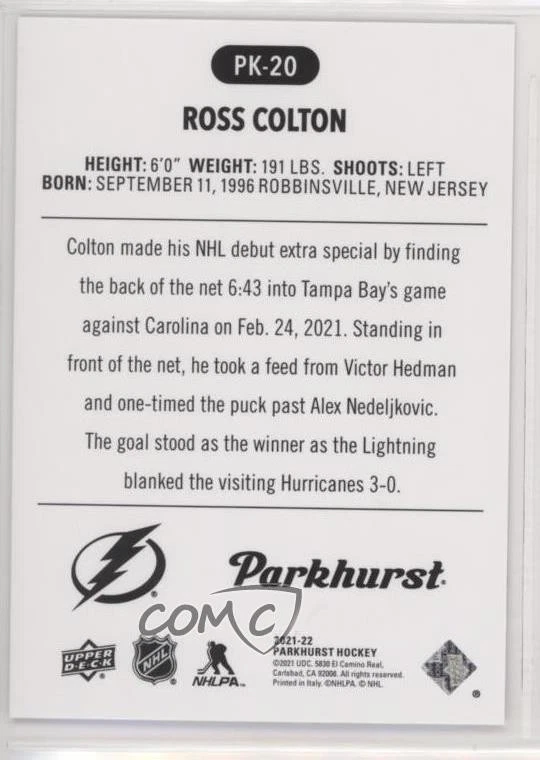 PK-20
ROSS COLTON
HEIGHT: 6'0" WEIGHT: 191 LBS. SHOOTS: LEFT
BORN: SEPTEMBER 11, 1996 ROBBINSVILLE, NEW JERSEY
Colton made his NHL debut extra special by finding
the back of the net 6:43 into Tampa Bay's game
against Carolina on Feb. 24, 2021. Standing in
front of the net, he took a feed from Victor Hedman
and one-timed the puck past Alex Nedeljkovic.
The goal stood as the winner as the Lightning
blanked the visiting Hurricanes 3-0.
Parkhurst
COMC
UPPER
D·E·C·K
NHL
NHLPA
2021-22
PARKHURST HOCKEY
©2021 UDC. 5830 El Camino Real,
Carlsbad, CA 92008. All rights reserved.
Printed in Italy. ©NHLPA. © NHL.